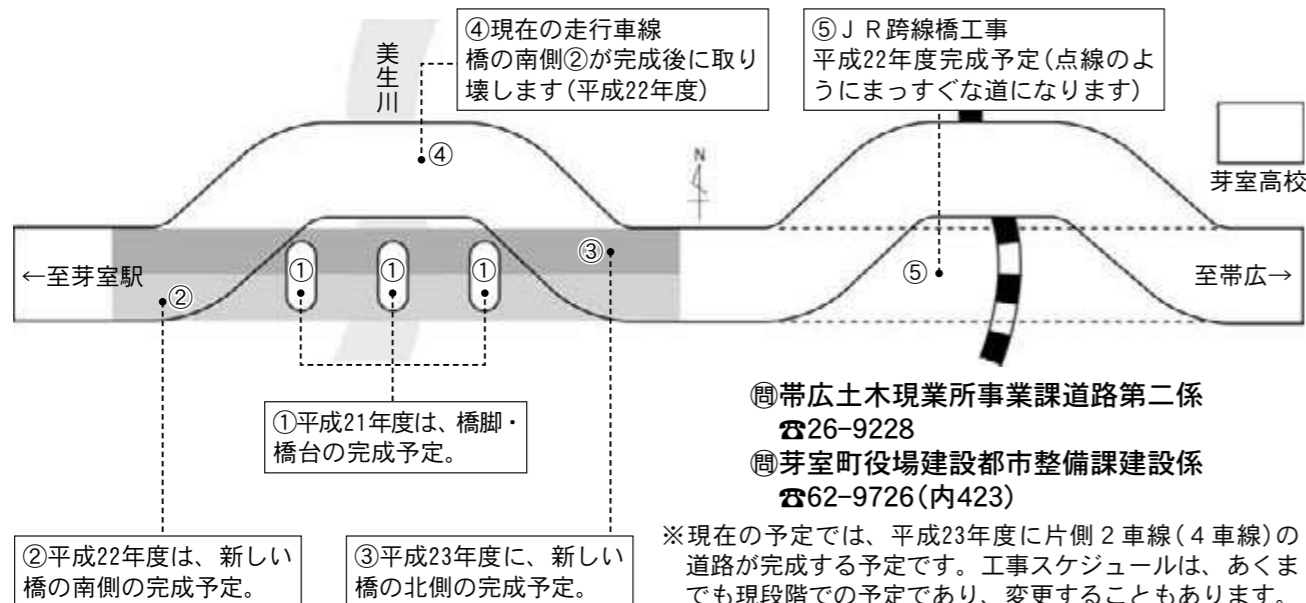 ④現在の走行車線
橋の南側②が完成後に取り
壊します(平成22年度)
⑤ＪＲ跨線橋工事
平成22年度完成予定(点線のよ
うにまっすぐな道になります)
美生川
④
N
芽室高校
③
←至芽室駅
①
①
①
⑤
至帯広→
②
①平成21年度は、橋脚・
橋台の完成予定。
㉄帯広土木現業所事業課道路第二係
☎26-9228
㉄芽室町役場建設都市整備課建設係
☎62-9726(内423)
②平成22年度は、新しい
橋の南側の完成予定。
③平成23年度に、新しい
橋の北側の完成予定。
※現在の予定では、平成23年度に片側２車線(４車線)の
道路が完成する予定です。工事スケジュールは、あくま
でも現段階での予定であり、変更することもあります。